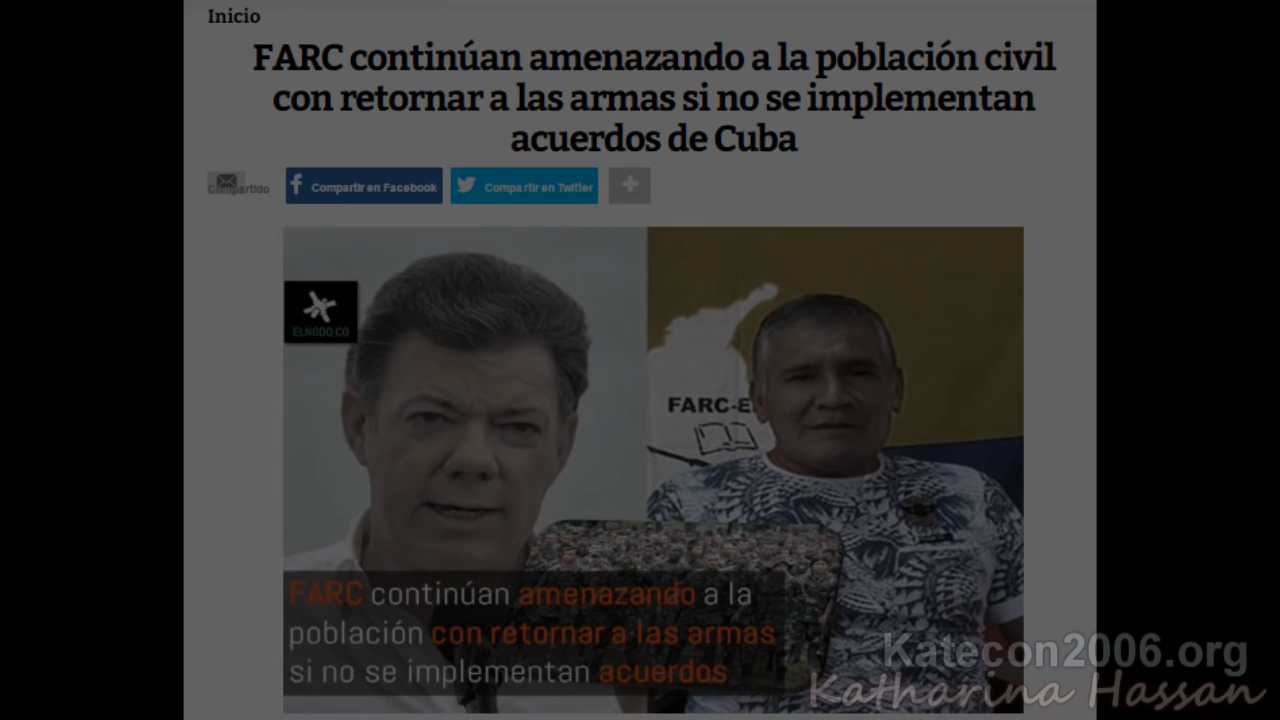 Inicio
FARC continúan amenazando a la población civil
con retornar a las armas si no se implementan
acuerdos de Cuba
Compartido
Compartir en Facebook
Compartir en Twitter
ELNODO.CO
FARC-E
FARC continúan amenazando a la
población con retornar a las armas
si no se implementan acuerdos
Katecon2006.org
Katharina Hassan